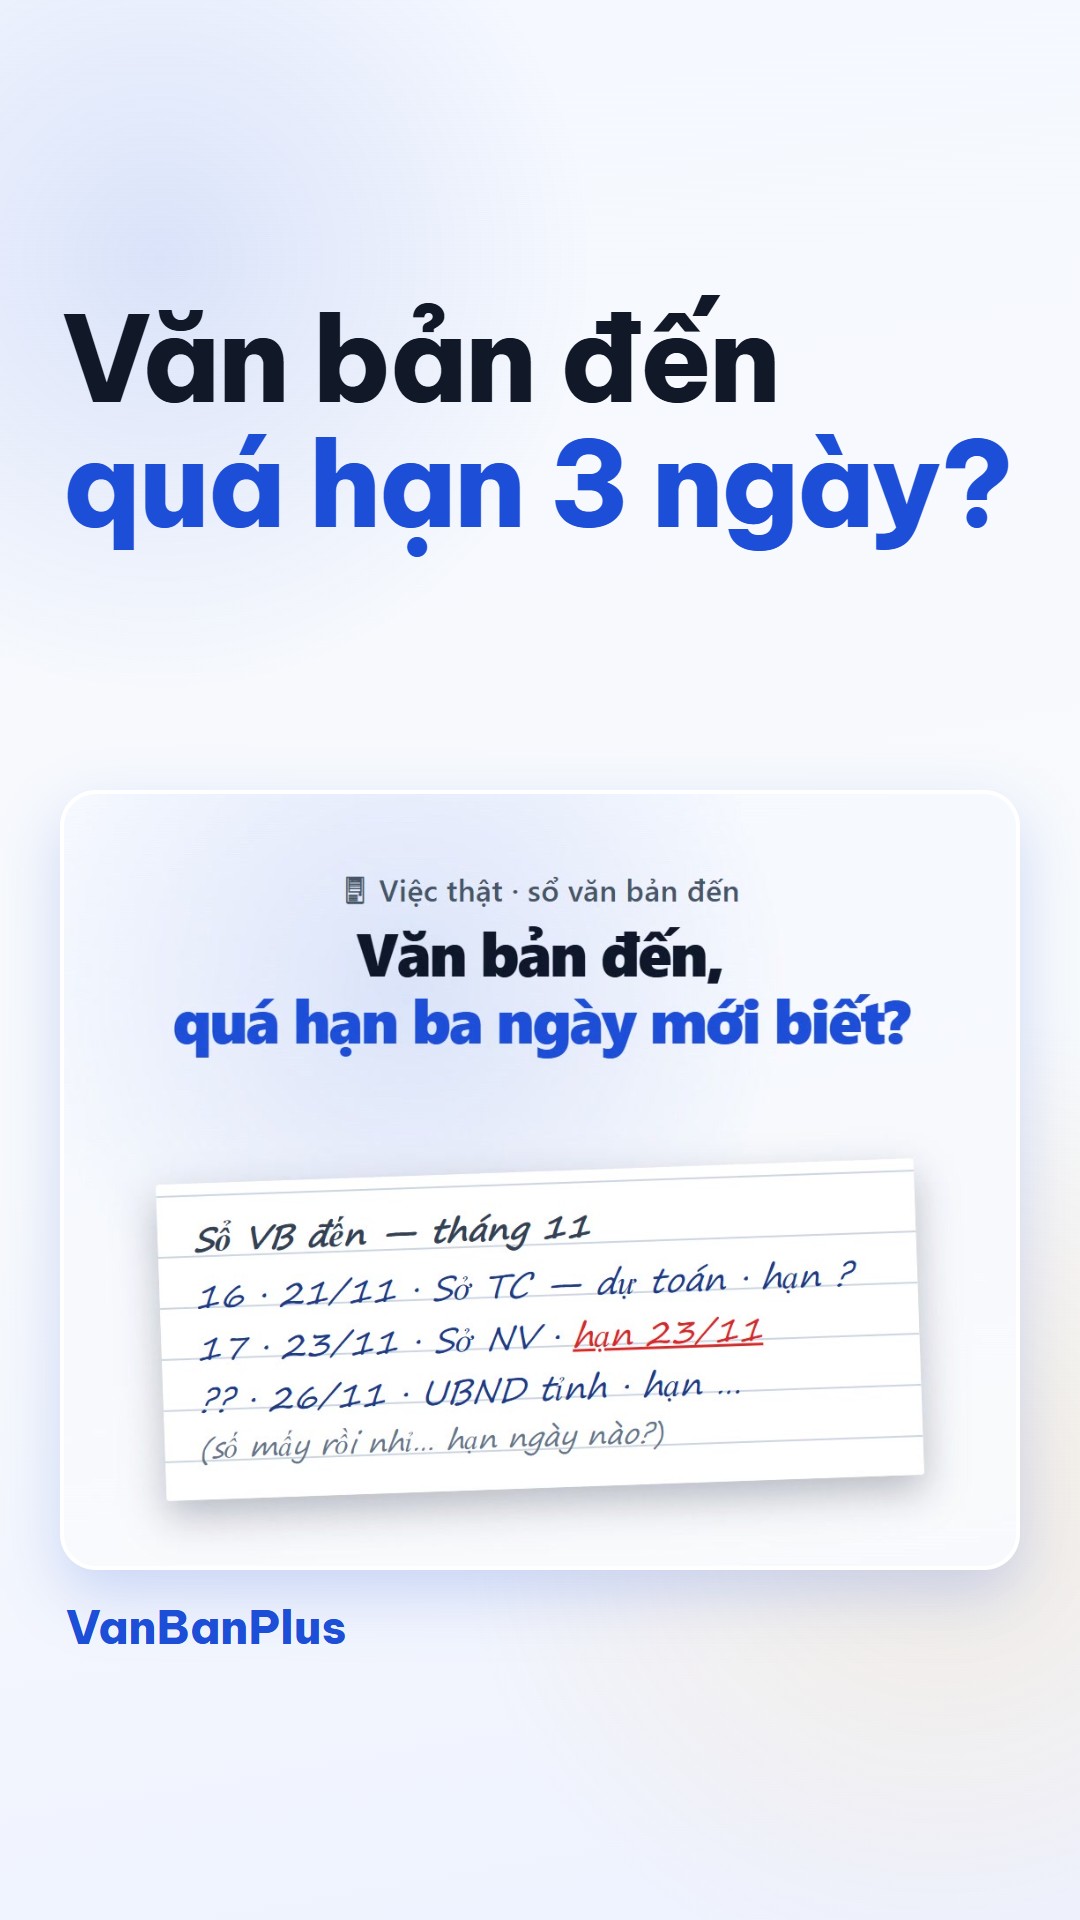 Văn bản đến
quá hạn 3 ngày?
Việc thật · sổ văn bản đến
Văn bản đến,
quá hạn ba ngày mới biết?
Sổ VB đến — tháng 11
16 · 21/11 · Sở TC — dự toán · hạn ?
17 · 23/11 · Sở NV · hạn 23/11
?? · 26/11 · UBND tỉnh · hạn ...
(số mấy rồi nhỉ... hạn ngày nào?)
VanBanPlus